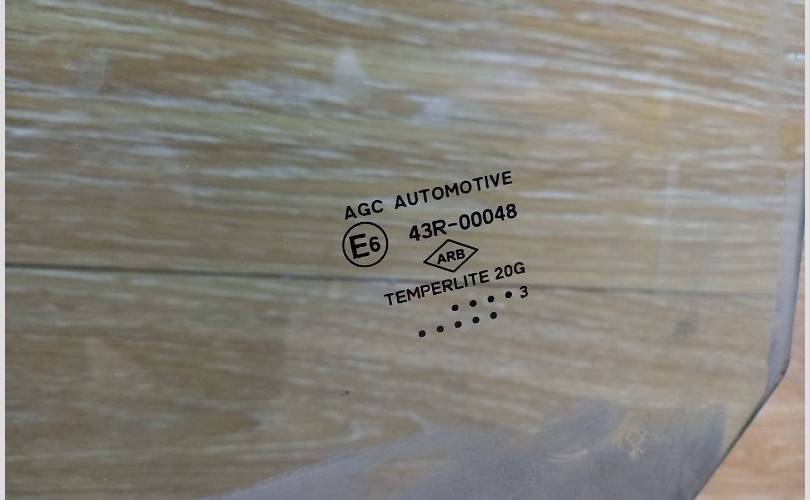 AGC AUTOMOTIVE
E6 43R-00048
ARB
TEMPERLITE 20G
• • • • 3
• • • • •